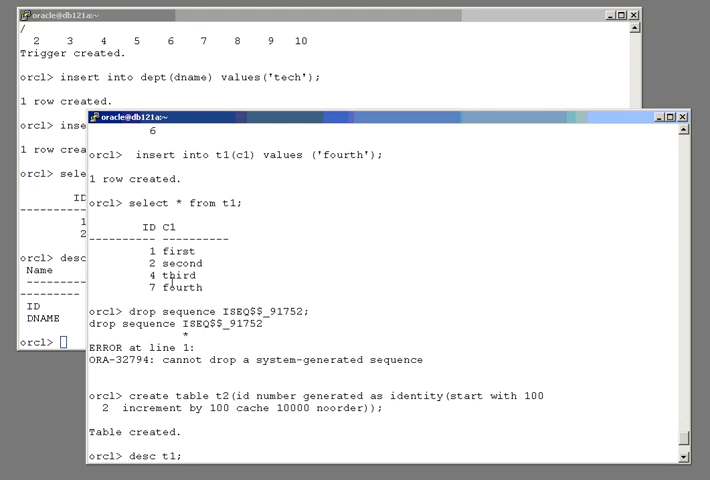 oracle@db121a:~
/
2 3 4 5 6 7 8 9 10
Trigger created.
orcl> insert into dept(dname) values('tech');
1 row created.
orcl> inse
1 row crea
orcl> sele
ID
----------
1
2
orcl> desc
Name
----------
---------
ID
DNAME
orcl>
oracle@db121a:~
6
orcl>  insert into t1(c1) values ('fourth');
1 row created.
orcl> select * from t1;
ID C1
---------- ----------
1 first
2 second
4 third
7 fourth
orcl> drop sequence ISEQ$$_91752;
drop sequence ISEQ$$_91752
*
ERROR at line 1:
ORA-32794: cannot drop a system-generated sequence
orcl> create table t2(id number generated as identity(start with 100
2  increment by 100 cache 10000 noorder));
Table created.
orcl> desc t1;